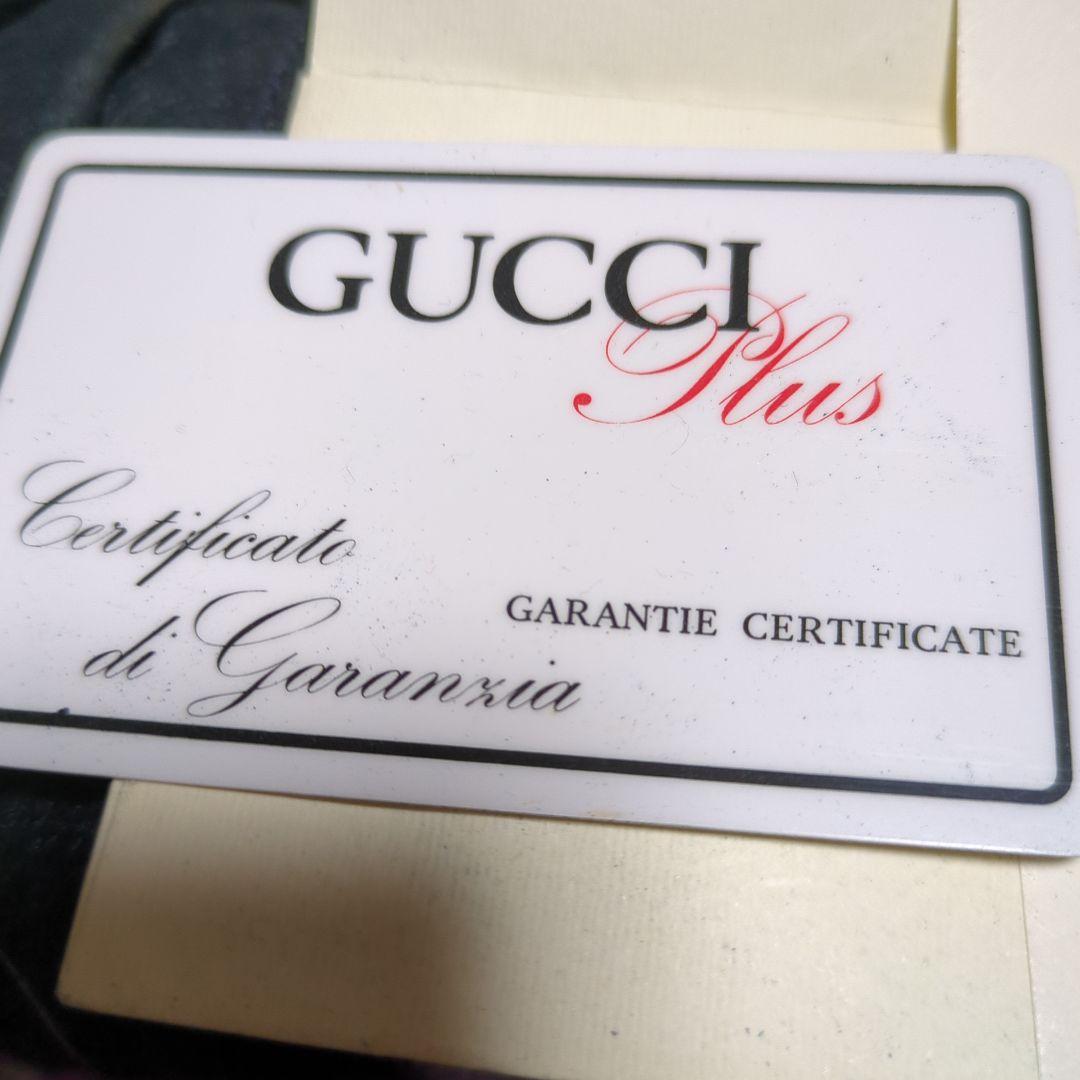 GUCCI
Plus
Certificato
di Garanzia
GARANTIE CERTIFICATE